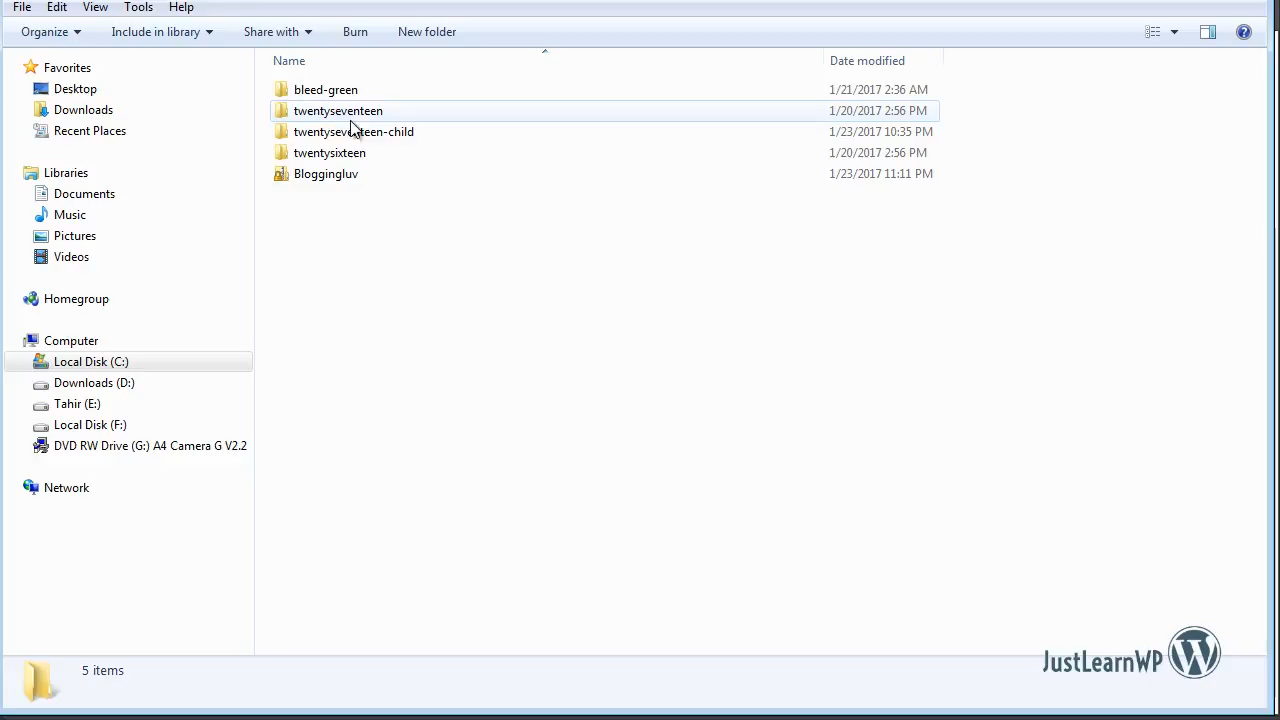 File Edit View Tools Help
Organize Include in library Share with Burn New folder
Name Date modified
Favorites
Desktop
Downloads
Recent Places
Libraries
Documents
Music
Pictures
Videos
Homegroup
Computer
Local Disk (C:)
Downloads (D:)
Tahir (E:)
Local Disk (F:)
DVD RW Drive (G:) A4 Camera G V2.2
Network
bleed-green 1/21/2017 2:36 AM
twentyseventeen 1/20/2017 2:56 PM
twentyseventeen-child 1/23/2017 10:35 PM
twentysixteen 1/20/2017 2:56 PM
Bloggingluv 1/23/2017 11:11 PM
5 items
JustLearnWP